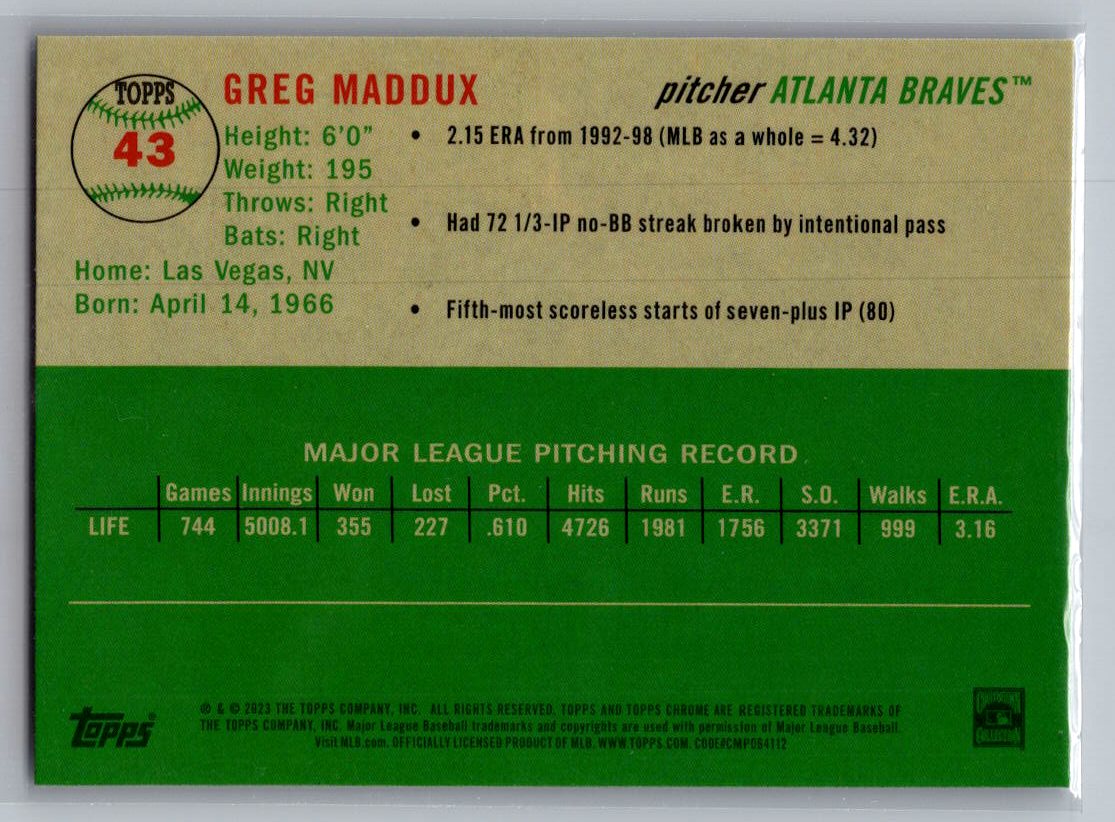 TOPPS
43
GREG MADDUX
pitcher ATLANTA BRAVES™
Height: 6'0"
Weight: 195
Throws: Right
Bats: Right
Home: Las Vegas, NV
Born: April 14, 1966
• 2.15 ERA from 1992-98 (MLB as a whole = 4.32)
• Had 72 1/3-IP no-BB streak broken by intentional pass
• Fifth-most scoreless starts of seven-plus IP (80)
MAJOR LEAGUE PITCHING RECORD
Games Innings Won Lost Pct. Hits Runs E.R. S.O. Walks E.R.A.
LIFE 744 5008.1 355 227 .610 4726 1981 1756 3371 999 3.16
topps®
® & © 2023 THE TOPPS COMPANY, INC. ALL RIGHTS RESERVED. TOPPS AND TOPPS CHROME ARE REGISTERED TRADEMARKS OF
THE TOPPS COMPANY, INC. Major League Baseball trademarks and copyrights are used with permission of Major League Baseball.
Visit MLB.com. OFFICIALLY LICENSED PRODUCT OF MLB. WWW.TOPPS.COM. CODE#CMP084112